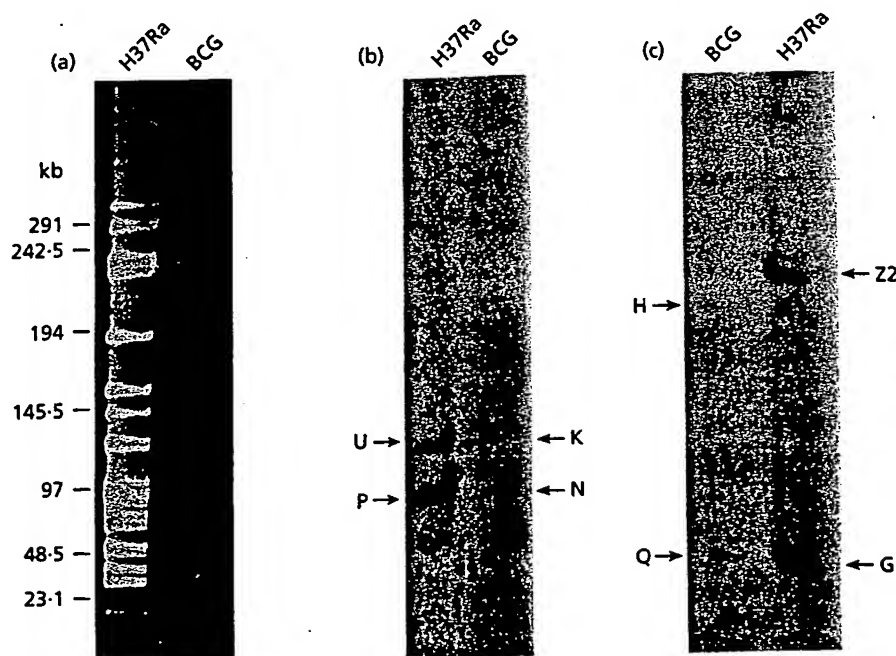 (a) H37Ra BCG
kb
291
242·5
194
145·5
97
48·5
23·1
(b) H37Ra BCG
U → ← K
P → ← N
(c) BCG H37Ra
← Z2
H →
Q → ← G